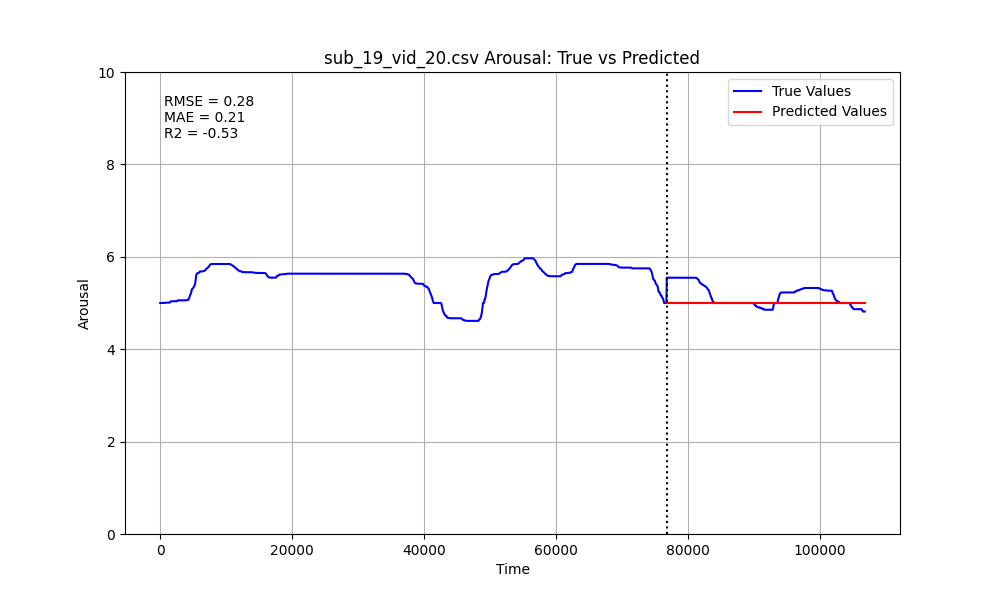 sub_19_vid_20.csv Arousal: True vs Predicted
RMSE = 0.28
MAE = 0.21
R2 = -0.53
True Values
Predicted Values
Arousal
10
8
6
4
2
0
0
20000
40000
60000
80000
100000
Time